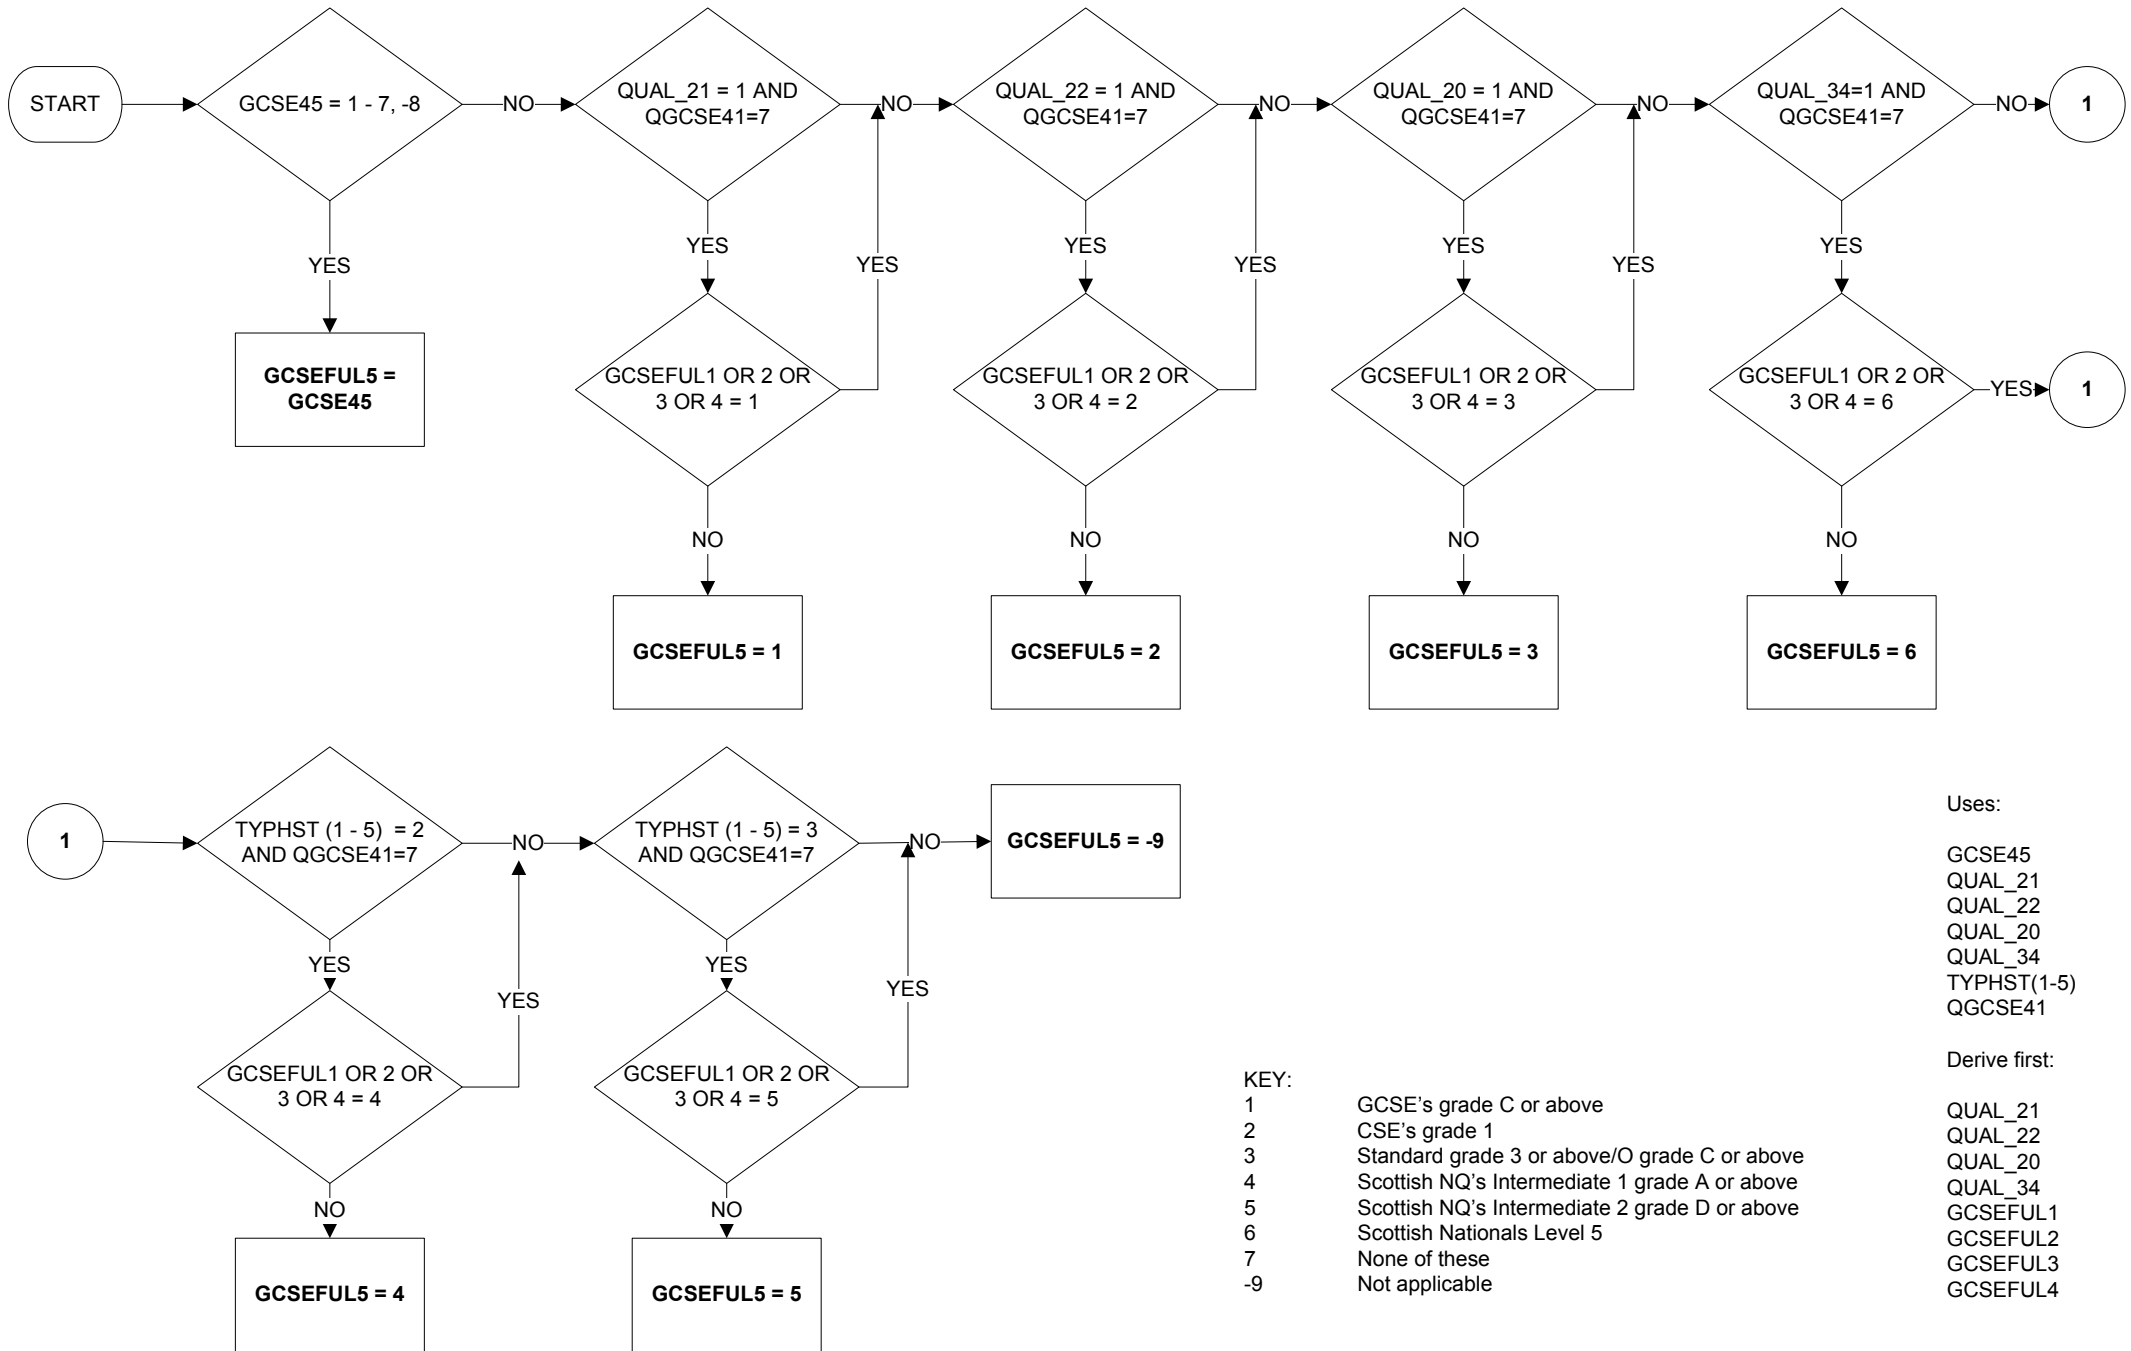 START
GCSE45 = 1 - 7, -8
NO
QUAL_21 = 1 AND
QGCSE41=7
NO
QUAL_22 = 1 AND
QGCSE41=7
NO
QUAL_20 = 1 AND
QGCSE41=7
NO
QUAL_34=1 AND
QGCSE41=7
NO
1
YES
YES
YES
YES
YES
YES
YES
YES
GCSEFUL5 =
GCSE45
GCSEFUL1 OR 2 OR
3 OR 4 = 1
GCSEFUL1 OR 2 OR
3 OR 4 = 2
GCSEFUL1 OR 2 OR
3 OR 4 = 3
GCSEFUL1 OR 2 OR
3 OR 4 = 6
YES
1
NO
NO
NO
NO
GCSEFUL5 = 1
GCSEFUL5 = 2
GCSEFUL5 = 3
GCSEFUL5 = 6
1
TYPHST (1 - 5)  = 2
AND QGCSE41=7
NO
TYPHST (1 - 5) = 3
AND QGCSE41=7
NO
GCSEFUL5 = -9
YES
YES
YES
YES
GCSEFUL1 OR 2 OR
3 OR 4 = 4
GCSEFUL1 OR 2 OR
3 OR 4 = 5
NO
NO
GCSEFUL5 = 4
GCSEFUL5 = 5
KEY:
1 GCSE’s grade C or above
2 CSE’s grade 1
3 Standard grade 3 or above/O grade C or above
4 Scottish NQ’s Intermediate 1 grade A or above
5 Scottish NQ’s Intermediate 2 grade D or above
6 Scottish Nationals Level 5
7 None of these
-9 Not applicable
Uses:
GCSE45
QUAL_21
QUAL_22
QUAL_20
QUAL_34
TYPHST(1-5)
QGCSE41
Derive first:
QUAL_21
QUAL_22
QUAL_20
QUAL_34
GCSEFUL1
GCSEFUL2
GCSEFUL3
GCSEFUL4